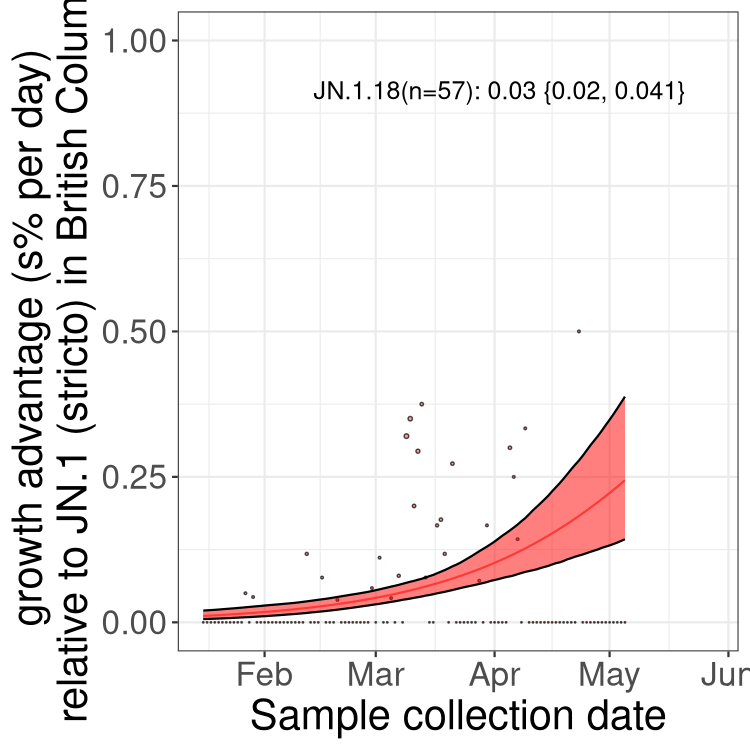 growth advantage (s% per day)
relative to JN.1 (stricto) in British Colum
1.00
0.75
0.50
0.25
0.00
JN.1.18(n=57): 0.03 {0.02, 0.041}
Feb Mar Apr May Jun
Sample collection date